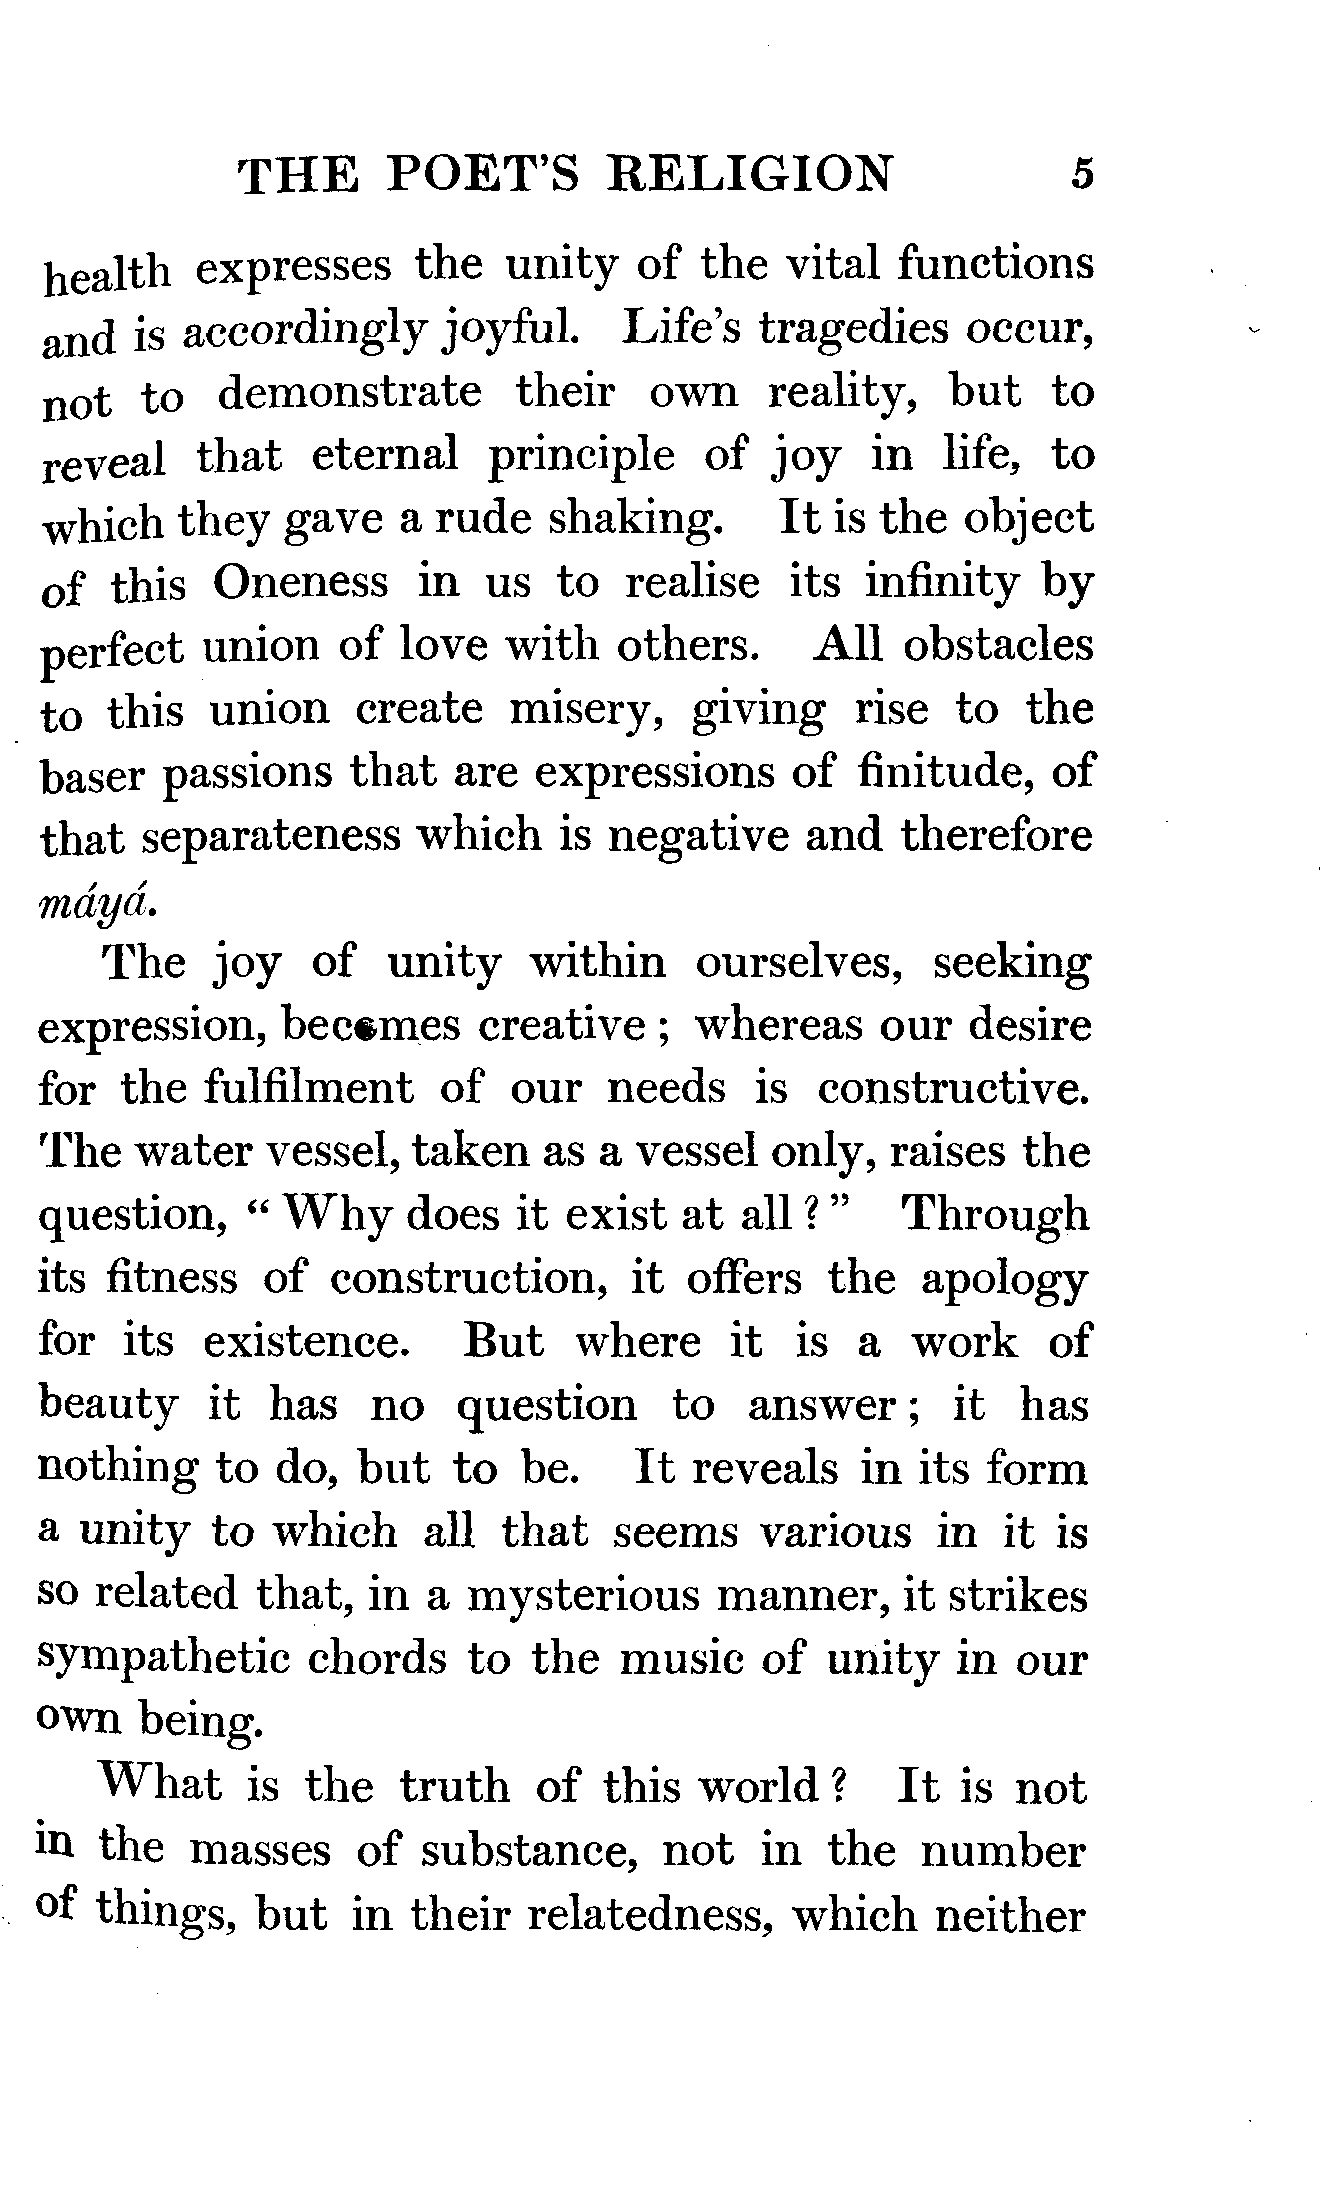 THE POET'S RELIGION 5
health expresses the unity of the vital functions
and is accordingly joyful. Life's tragedies occur,
not to demonstrate their own reality, but to
reveal that eternal principle of joy in life, to
which they gave a rude shaking. It is the object
of this Oneness in us to realise its infinity by
perfect union of love with others. All obstacles
to this union create misery, giving rise to the
baser passions that are expressions of finitude, of
that separateness which is negative and therefore
máyá.
The joy of unity within ourselves, seeking
expression, becomes creative ; whereas our desire
for the fulfilment of our needs is constructive.
The water vessel, taken as a vessel only, raises the
question, “ Why does it exist at all ? ” Through
its fitness of construction, it offers the apology
for its existence. But where it is a work of
beauty it has no question to answer ; it has
nothing to do, but to be. It reveals in its form
a unity to which all that seems various in it is
so related that, in a mysterious manner, it strikes
sympathetic chords to the music of unity in our
own being.
What is the truth of this world ? It is not
in the masses of substance, not in the number
of things, but in their relatedness, which neither